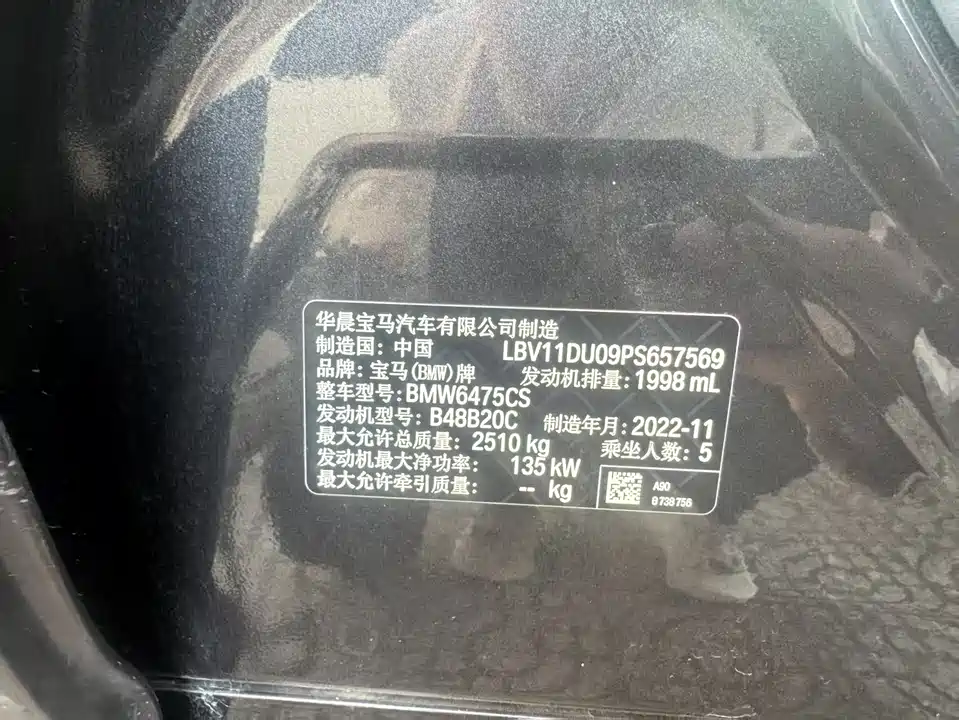 华晨宝马汽车有限公司制造
制造国：中国 LBV11DU09PS657569
品牌：宝马(BMW)牌 发动机排量：1998 mL
整车型号：BMW6475CS
发动机型号：B48B20C 制造年月：2022-11
最大允许总质量：2510 kg 乘坐人数：5
发动机最大净功率：135 kW
最大允许牵引质量：-- kg
A90
8738756